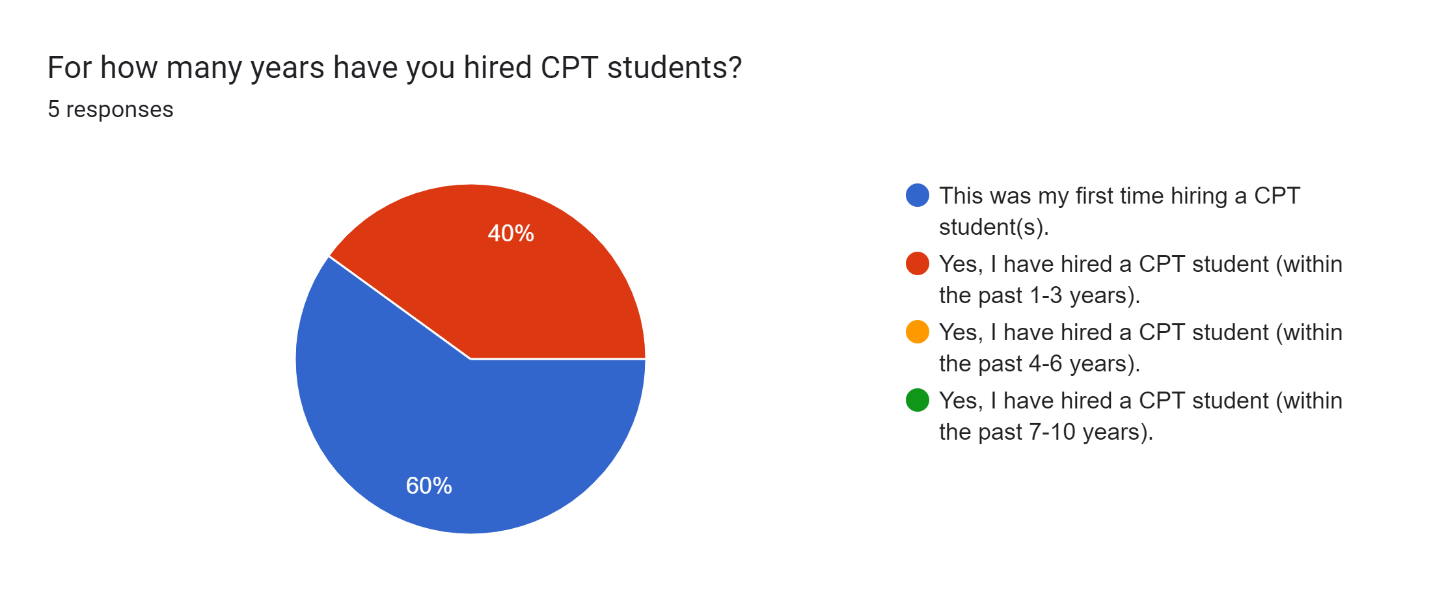 For how many years have you hired CPT students?
5 responses
40%
60%
This was my first time hiring a CPT
student(s).
Yes, I have hired a CPT student (within
the past 1-3 years).
Yes, I have hired a CPT student (within
the past 4-6 years).
Yes, I have hired a CPT student (within
the past 7-10 years).